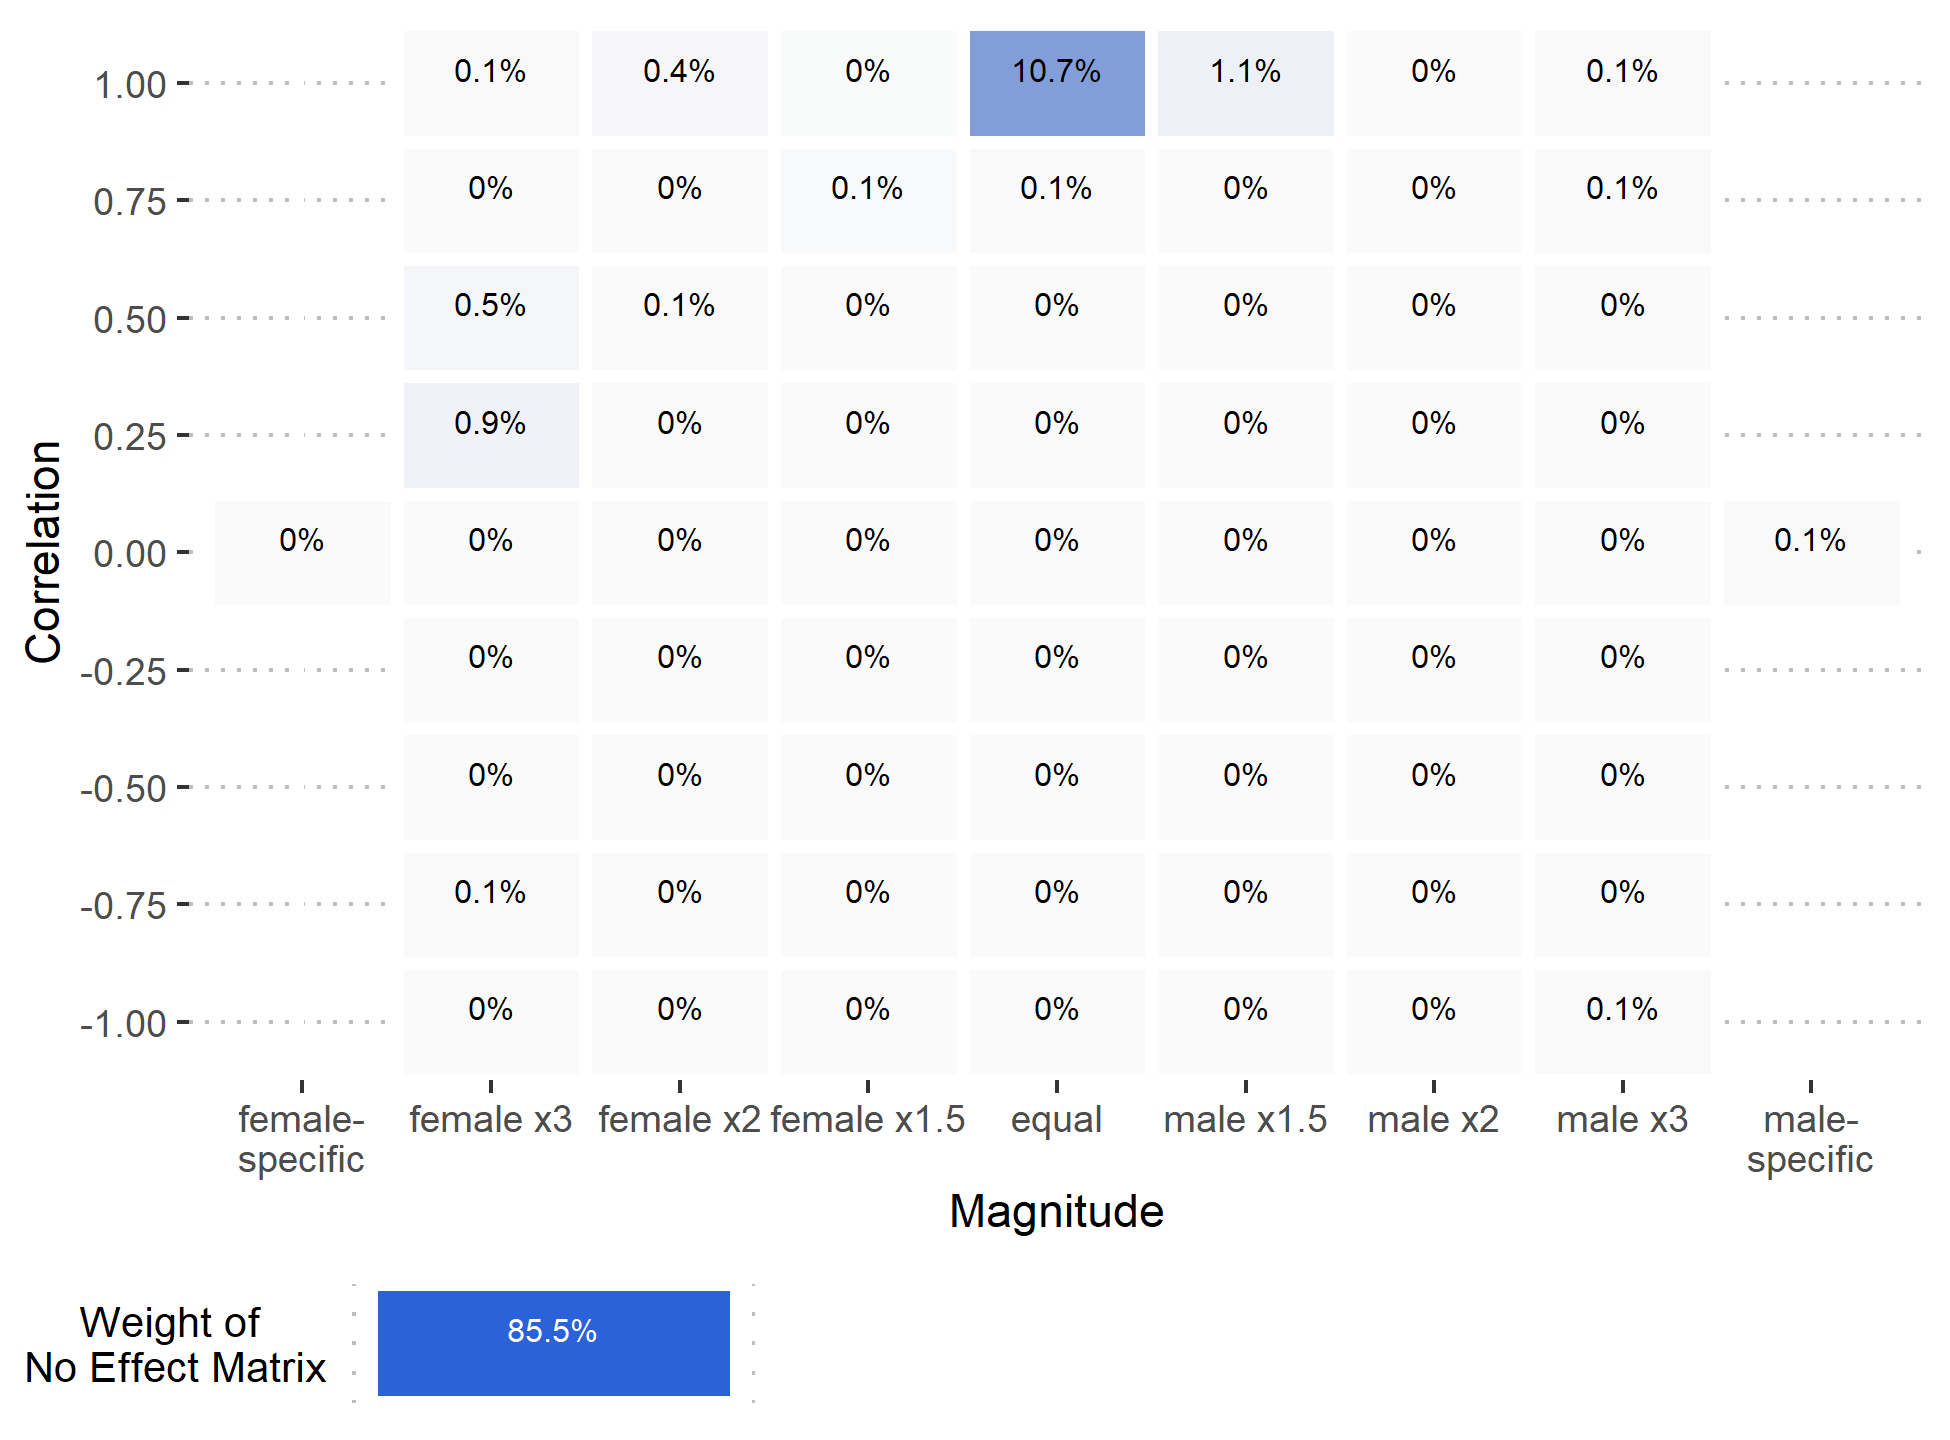 1.00 0.1% 0.4% 0% 10.7% 1.1% 0% 0.1%
0.75 0% 0% 0.1% 0.1% 0% 0% 0.1%
0.50 0.5% 0.1% 0% 0% 0% 0% 0%
0.25 0.9% 0% 0% 0% 0% 0% 0%
0.00 0% 0% 0% 0% 0% 0% 0% 0% 0.1%
-0.25 0% 0% 0% 0% 0% 0% 0%
-0.50 0% 0% 0% 0% 0% 0% 0%
-0.75 0.1% 0% 0% 0% 0% 0% 0%
-1.00 0% 0% 0% 0% 0% 0% 0.1%
Correlation
female-
specific
female x3
female x2
female x1.5
equal
male x1.5
male x2
male x3
male-
specific
Magnitude
Weight of
No Effect Matrix
85.5%